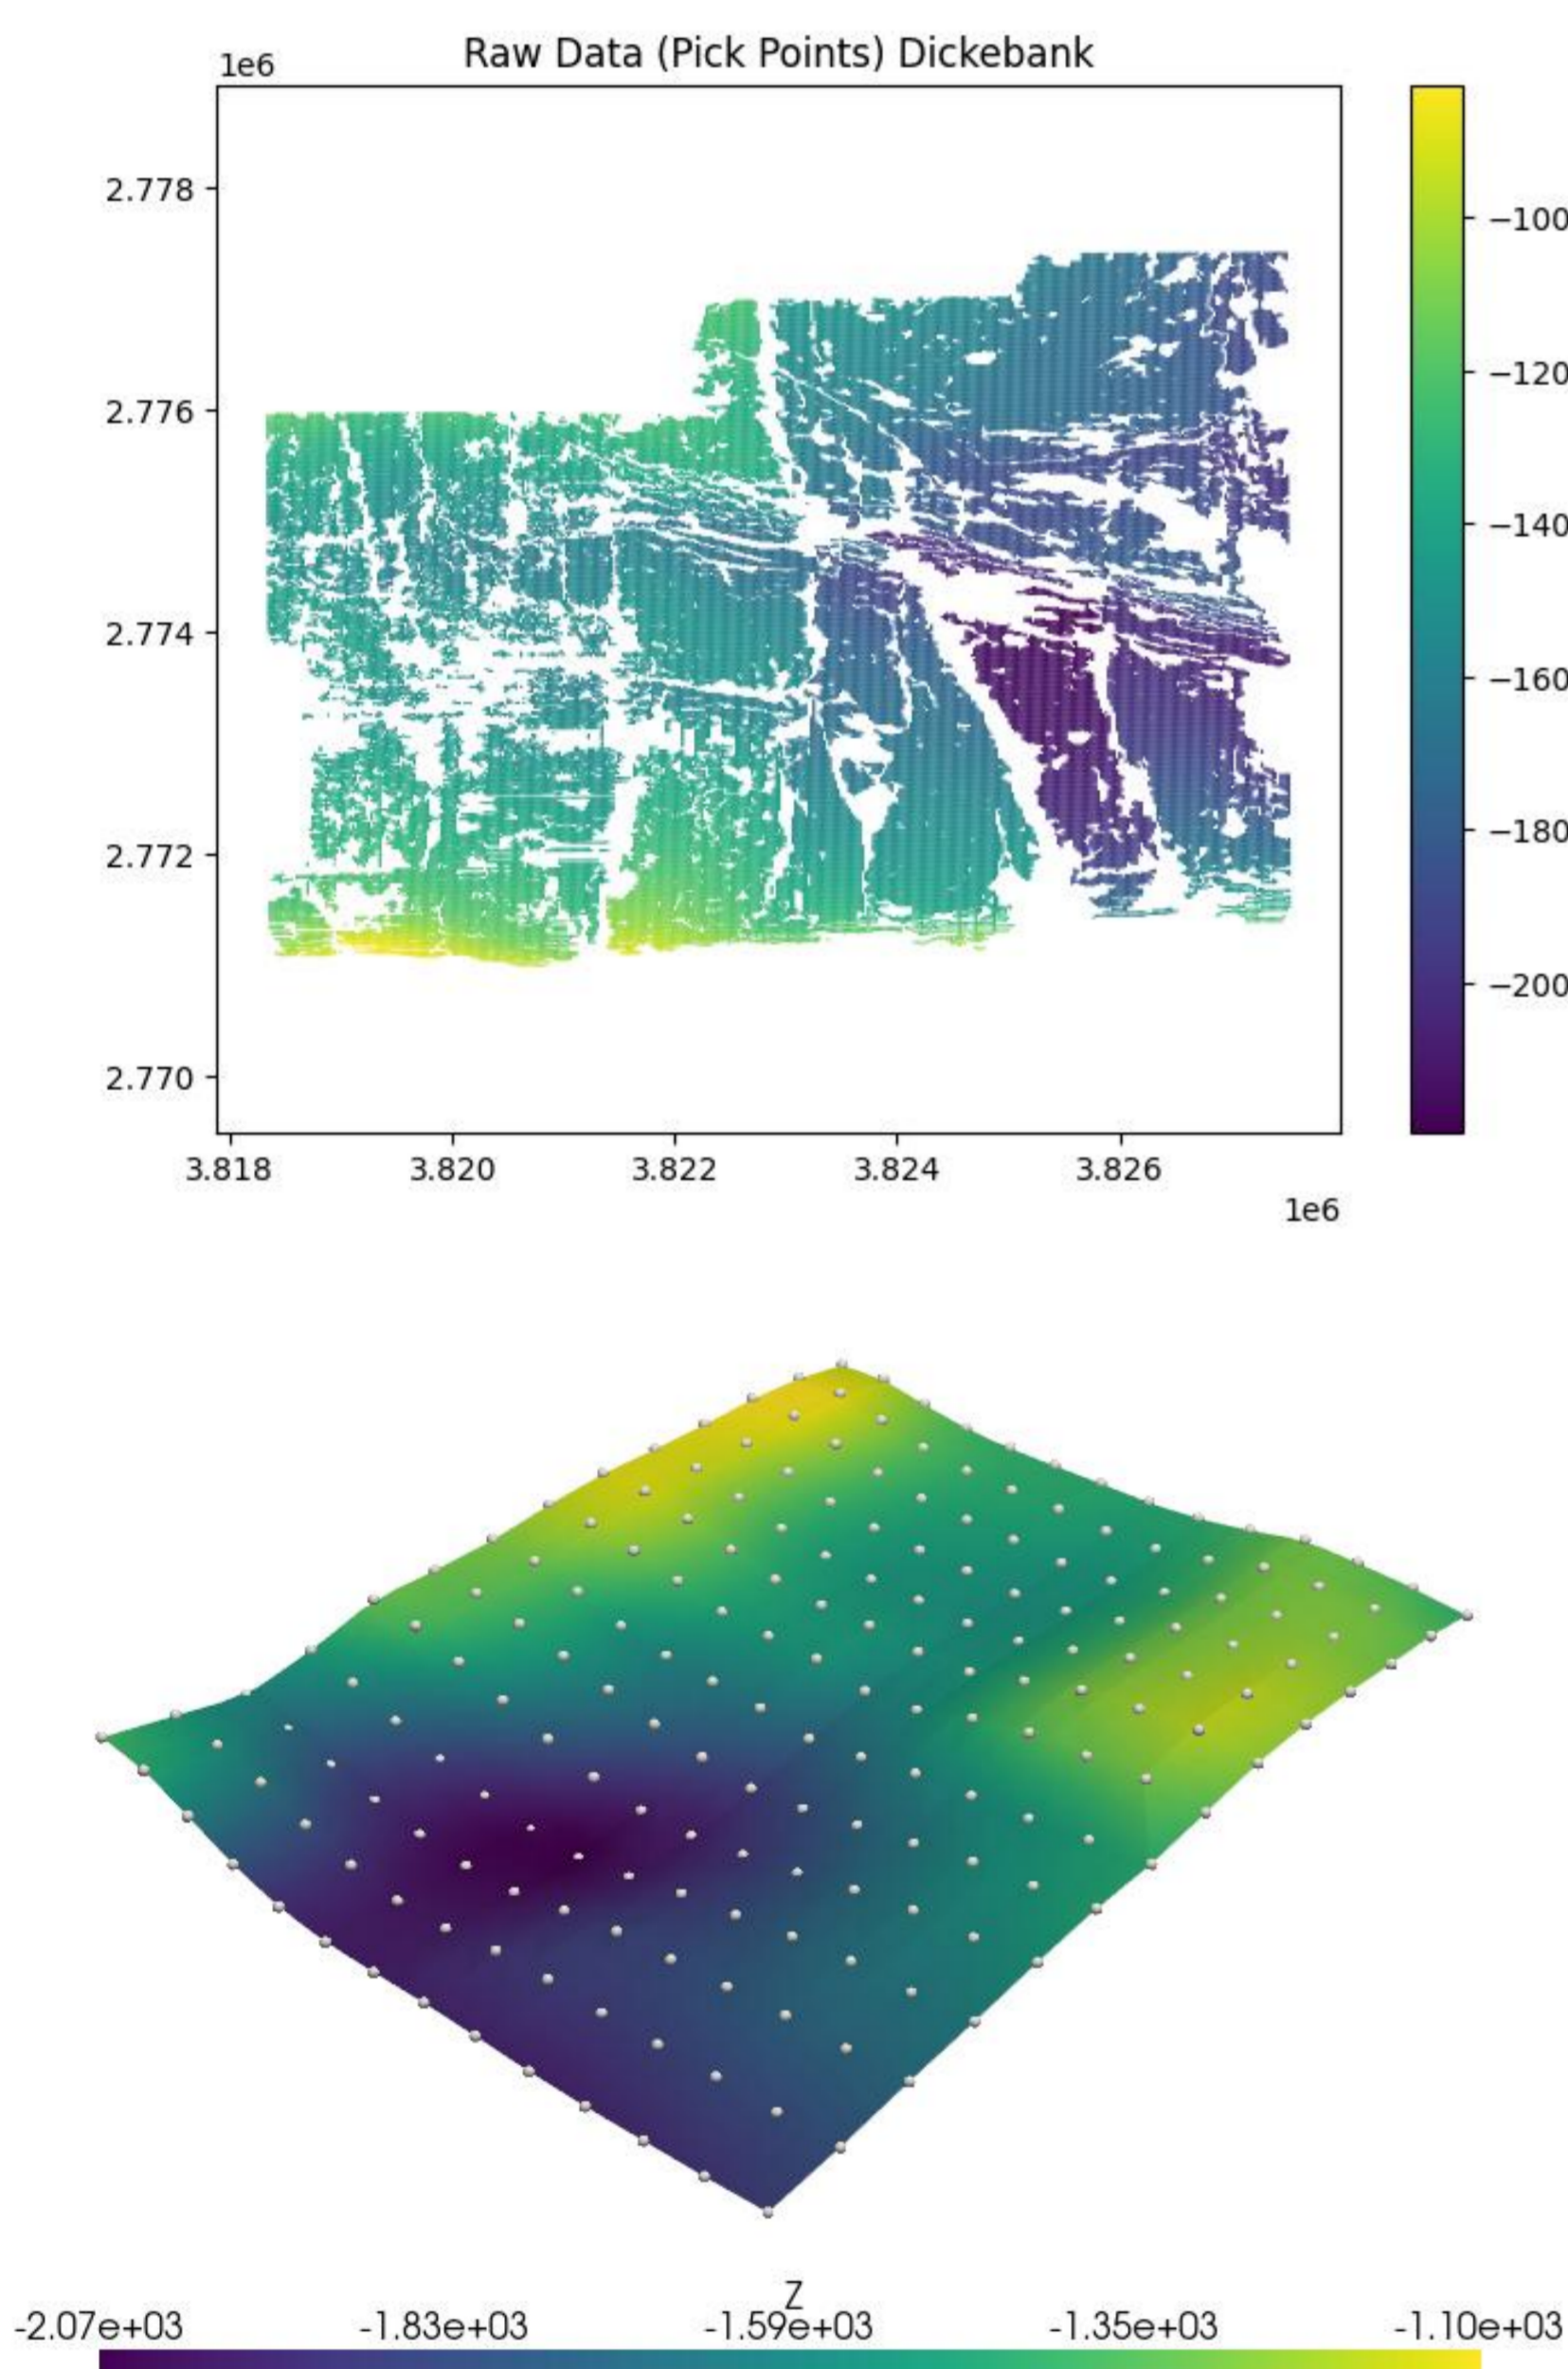 Raw Data (Pick Points) Dickebank
1e6
2.778
2.776
2.774
2.772
2.770
3.818 3.820 3.822 3.824 3.826
1e6
−100
−120
−140
−160
−180
−200
Z
-2.07e+03 -1.83e+03 -1.59e+03 -1.35e+03 -1.10e+03